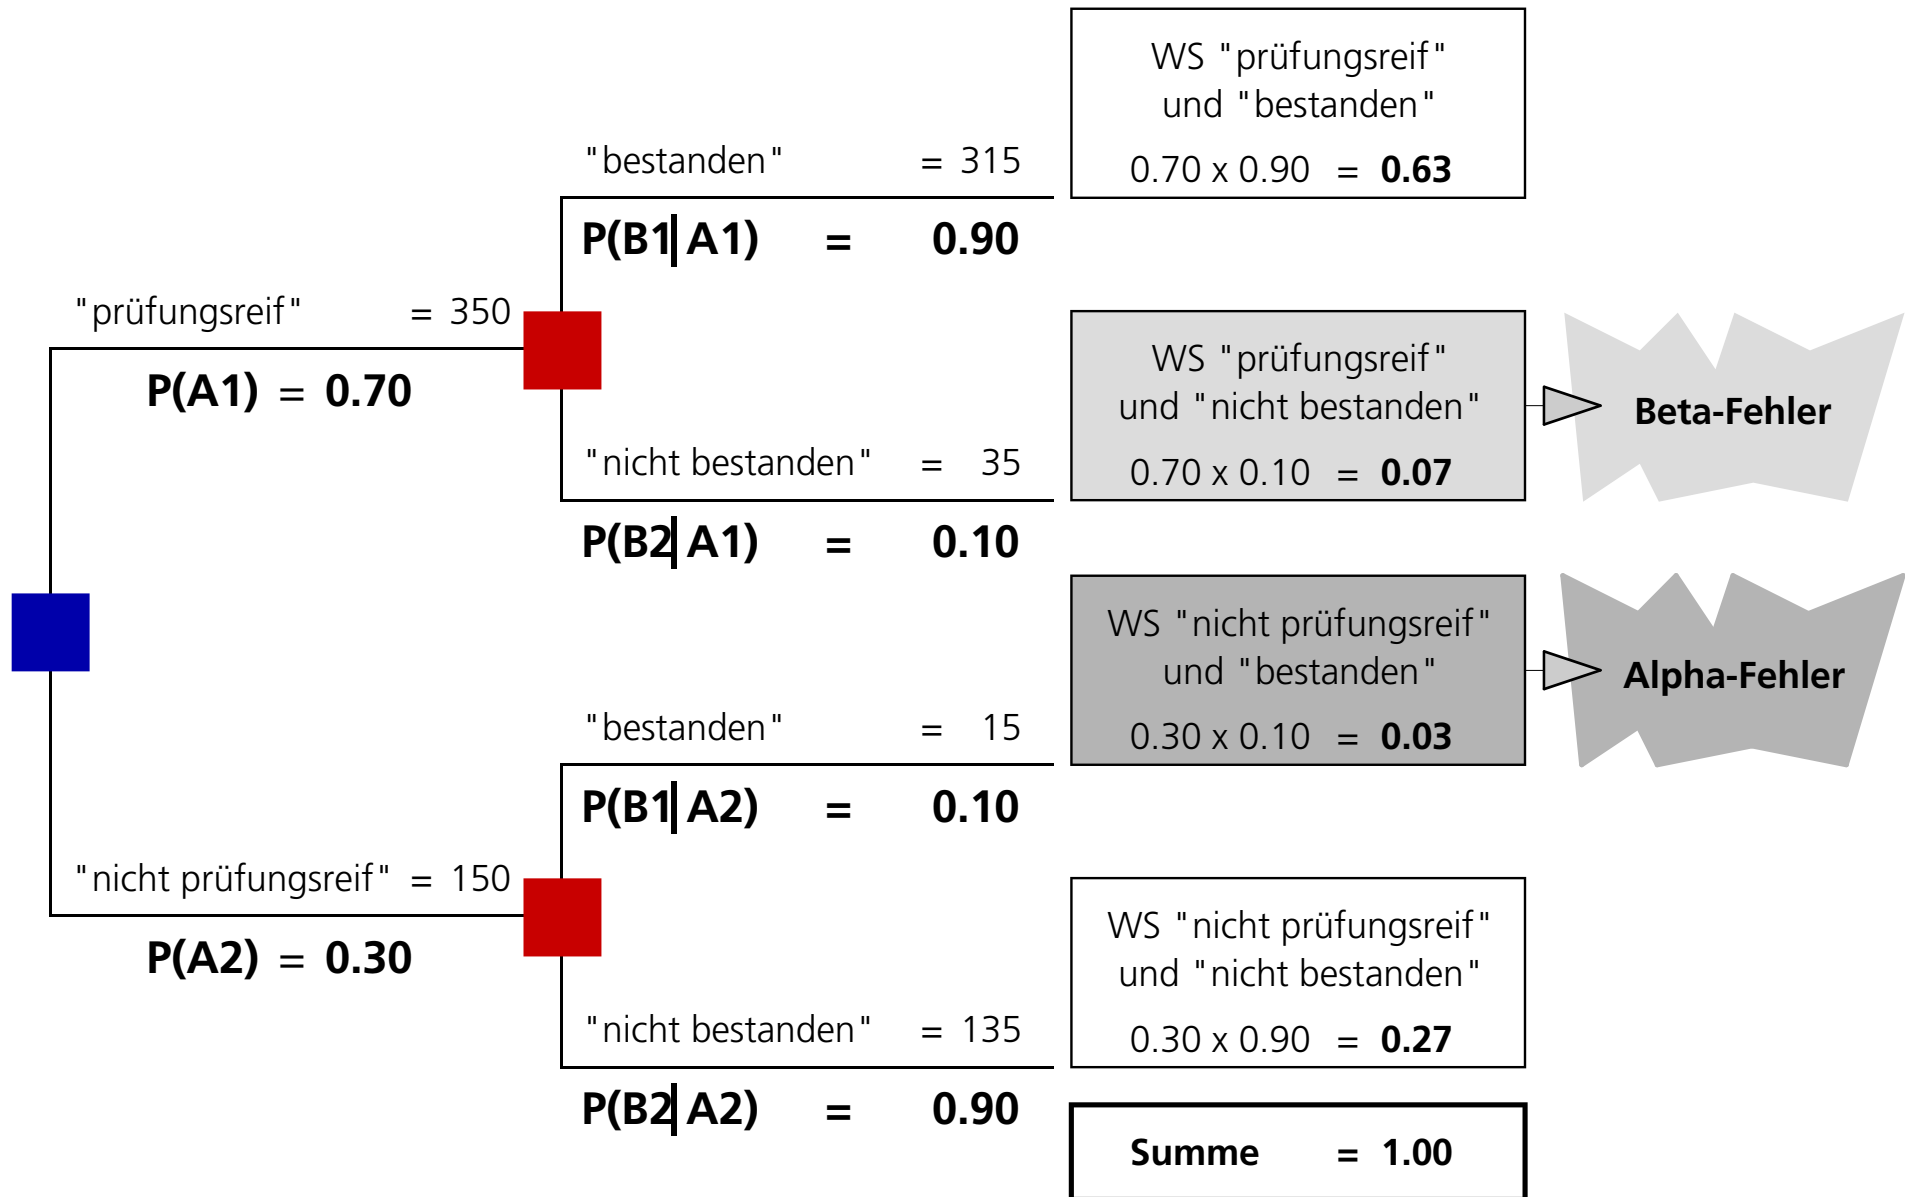 WS "prüfungsreif"
und "bestanden"
0.70 x 0.90 = 0.63
"bestanden" = 315
P(B1|A1) = 0.90
"prüfungsreif" = 350
P(A1) = 0.70
WS "prüfungsreif"
und "nicht bestanden"
0.70 x 0.10 = 0.07
Beta-Fehler
"nicht bestanden" = 35
P(B2|A1) = 0.10
WS "nicht prüfungsreif"
und "bestanden"
0.30 x 0.10 = 0.03
Alpha-Fehler
"bestanden" = 15
P(B1|A2) = 0.10
"nicht prüfungsreif" = 150
P(A2) = 0.30
WS "nicht prüfungsreif"
und "nicht bestanden"
0.30 x 0.90 = 0.27
"nicht bestanden" = 135
P(B2|A2) = 0.90
Summe = 1.00